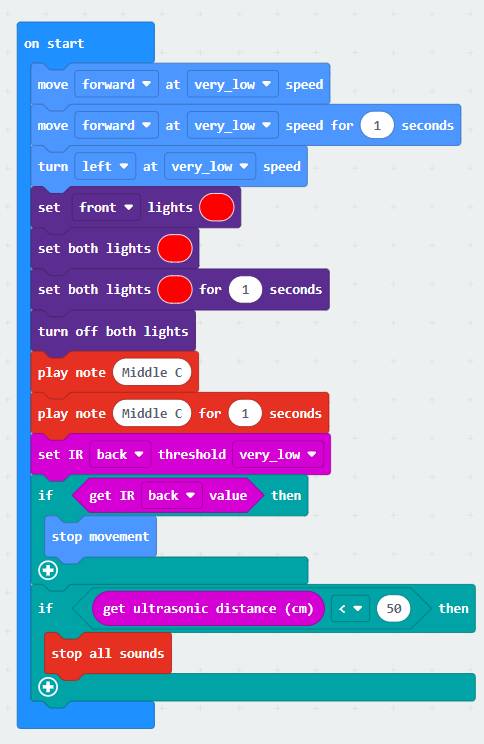 on start
move forward at very_low speed
move forward at very_low speed for 1 seconds
turn left at very_low speed
set front lights
set both lights
set both lights for 1 seconds
turn off both lights
play note Middle C
play note Middle C for 1 seconds
set IR back threshold very_low
if get IR back value then
stop movement
if get ultrasonic distance (cm) < 50 then
stop all sounds